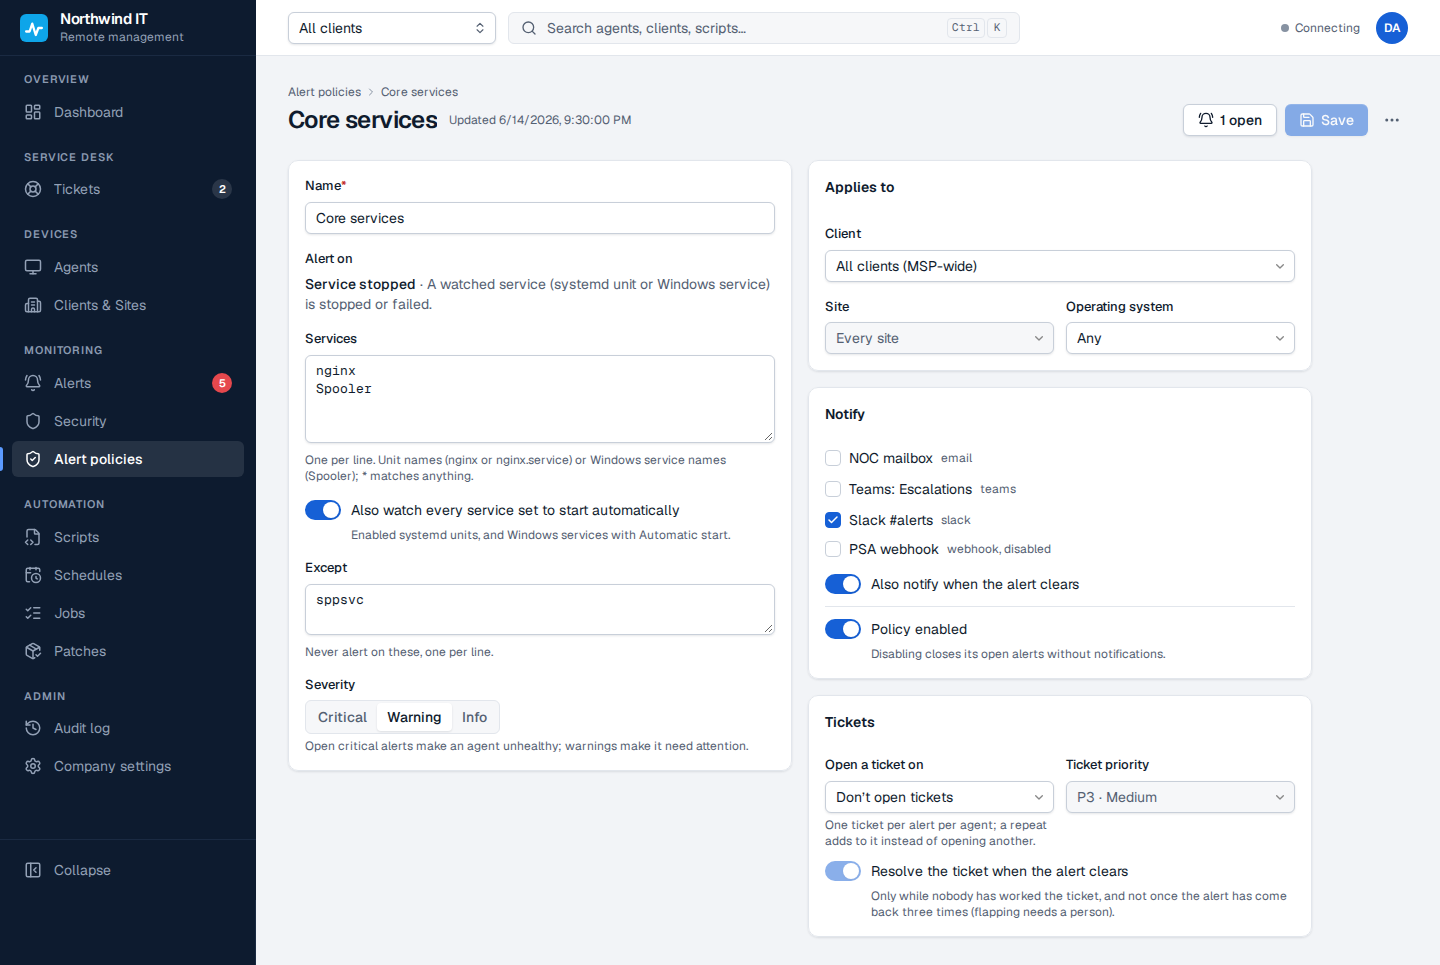 Northwind IT
Remote management
All clients
Search agents, clients, scripts...
Ctrl K
Connecting
DA
OVERVIEW
Dashboard
SERVICE DESK
Tickets
2
DEVICES
Agents
Clients & Sites
MONITORING
Alerts
5
Security
Alert policies
AUTOMATION
Scripts
Schedules
Jobs
Patches
ADMIN
Audit log
Company settings
Collapse
Alert policies
Core services
Core services
Updated 6/14/2026, 9:30:00 PM
1 open
Save
Name*
Core services
Alert on
Service stopped · A watched service (systemd unit or Windows service)
is stopped or failed.
Services
nginx
Spooler
One per line. Unit names (nginx or nginx.service) or Windows service names
(Spooler); * matches anything.
Also watch every service set to start automatically
Enabled systemd units, and Windows services with Automatic start.
Except
sppsvc
Never alert on these, one per line.
Severity
Critical Warning Info
Open critical alerts make an agent unhealthy; warnings make it need attention.
Applies to
Client
All clients (MSP-wide)
Site
Every site
Operating system
Any
Notify
NOC mailbox email
Teams: Escalations teams
Slack #alerts slack
PSA webhook webhook, disabled
Also notify when the alert clears
Policy enabled
Disabling closes its open alerts without notifications.
Tickets
Open a ticket on
Don't open tickets
One ticket per alert per agent; a repeat
adds to it instead of opening another.
Ticket priority
P3 · Medium
Resolve the ticket when the alert clears
Only while nobody has worked the ticket, and not once the alert has come
back three times (flapping needs a person).